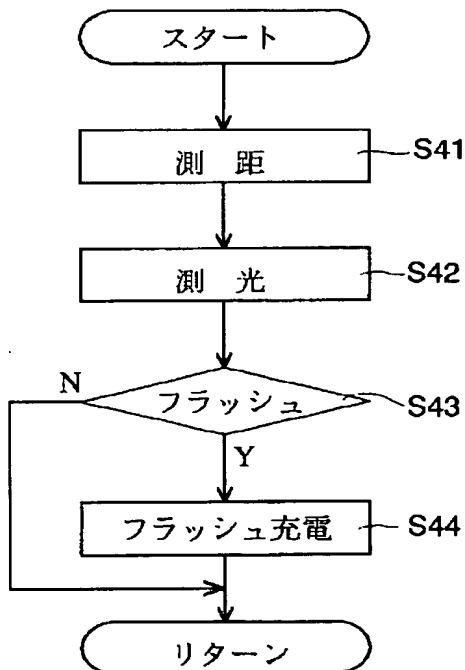 スタート
測 距 S41
測 光 S42
N フラッシュ S43
Y
フラッシュ充電 S44
リターン